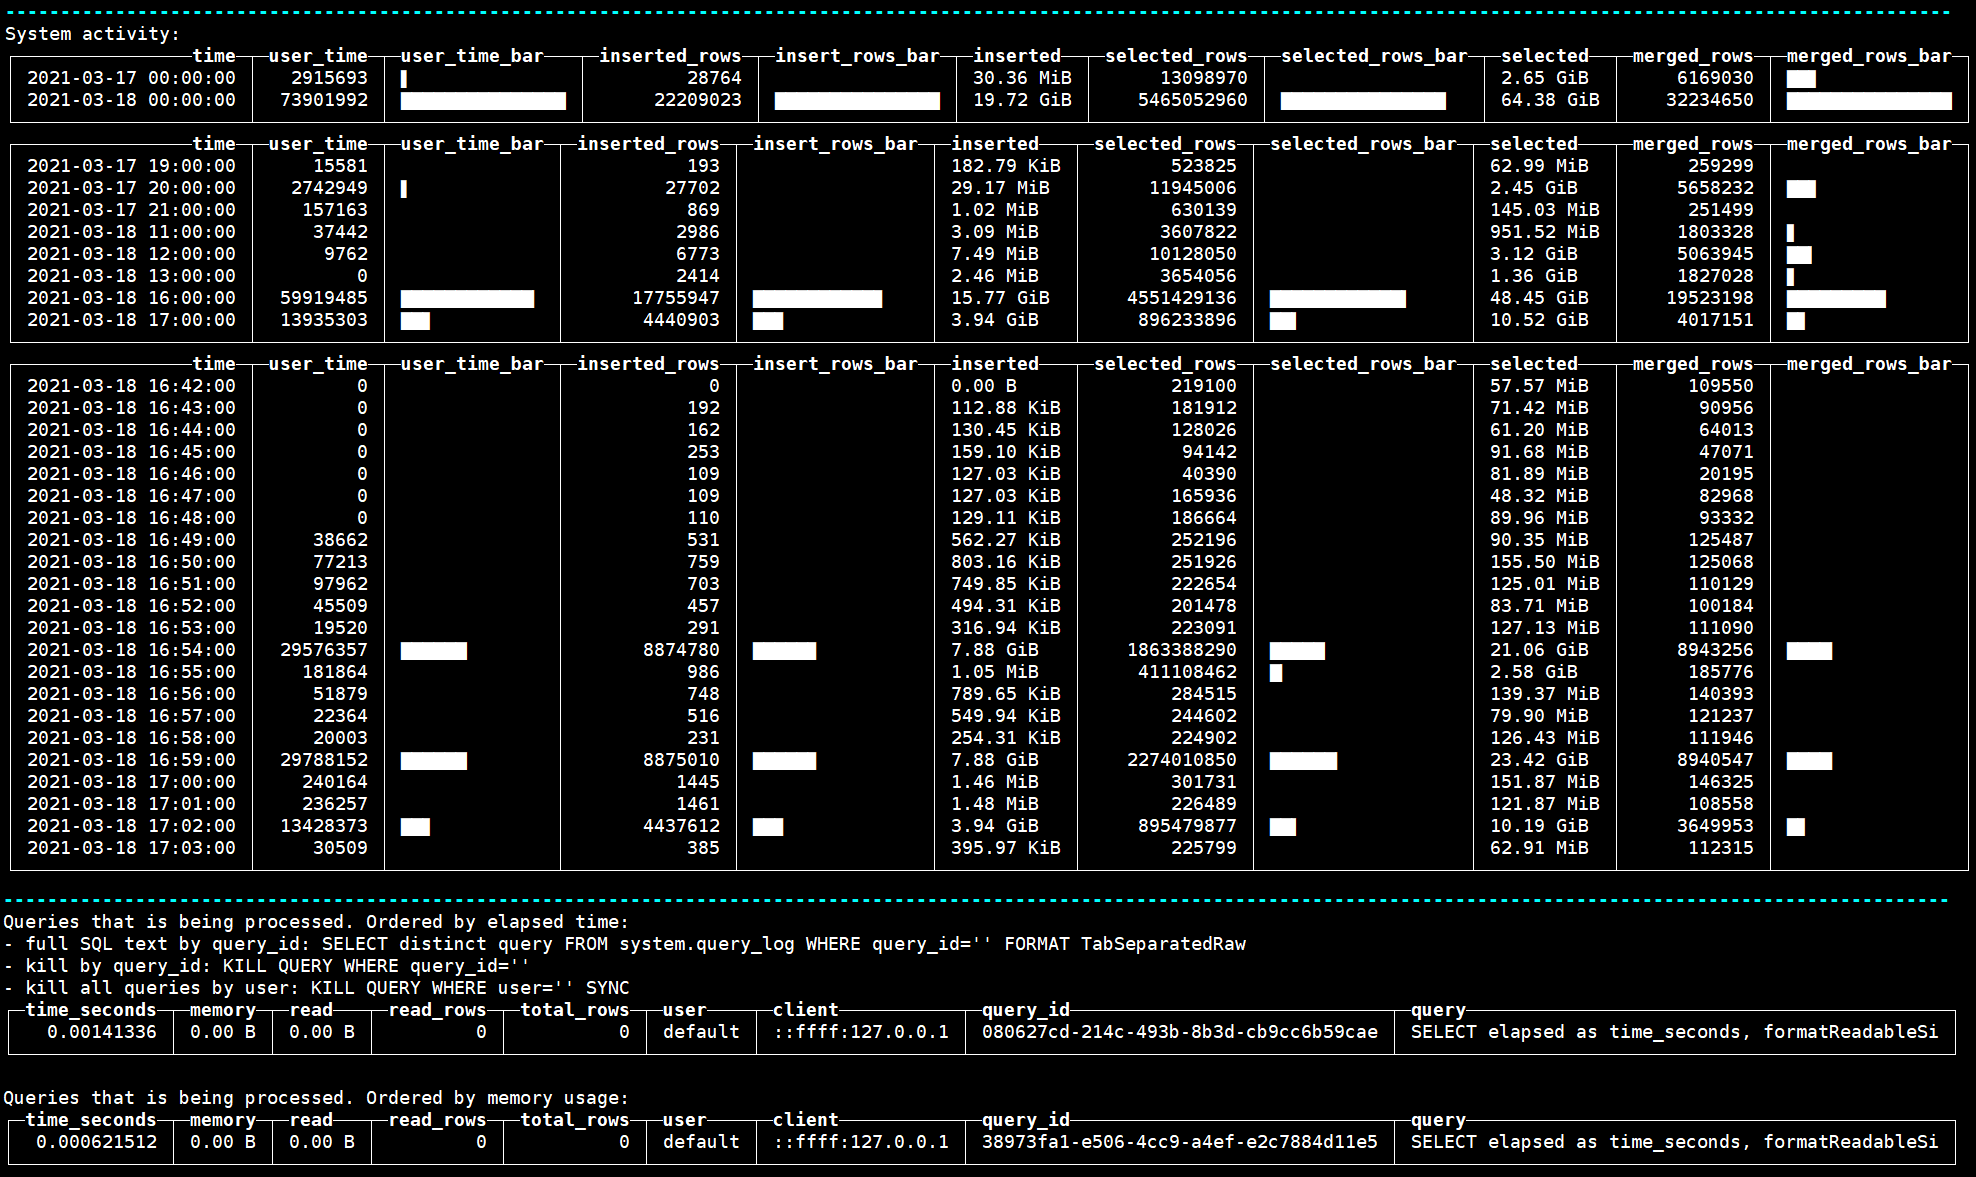 System activity:
time user_time user_time_bar inserted_rows insert_rows_bar inserted selected_rows selected_rows_bar selected merged_rows merged_rows_bar
2021-03-17 00:00:00 2915693 28764 30.36 MiB 13098970 2.65 GiB 6169030
2021-03-18 00:00:00 73901992 22209023 19.72 GiB 5465052960 64.38 GiB 32234650
time user_time user_time_bar inserted_rows insert_rows_bar inserted selected_rows selected_rows_bar selected merged_rows merged_rows_bar
2021-03-17 19:00:00 15581 193 182.79 KiB 523825 62.99 MiB 259299
2021-03-17 20:00:00 2742949 27702 29.17 MiB 11945006 2.45 GiB 5658232
2021-03-17 21:00:00 157163 869 1.02 MiB 630139 145.03 MiB 251499
2021-03-18 11:00:00 37442 2986 3.09 MiB 3607822 951.52 MiB 1803328
2021-03-18 12:00:00 9762 6773 7.49 MiB 10128050 3.12 GiB 5063945
2021-03-18 13:00:00 0 2414 2.46 MiB 3654056 1.36 GiB 1827028
2021-03-18 16:00:00 59919485 17755947 15.77 GiB 4551429136 48.45 GiB 19523198
2021-03-18 17:00:00 13935303 4440903 3.94 GiB 896233896 10.52 GiB 4017151
time user_time user_time_bar inserted_rows insert_rows_bar inserted selected_rows selected_rows_bar selected merged_rows merged_rows_bar
2021-03-18 16:42:00 0 0 0.00 B 219100 57.57 MiB 109550
2021-03-18 16:43:00 0 192 112.88 KiB 181912 71.42 MiB 90956
2021-03-18 16:44:00 0 162 130.45 KiB 128026 61.20 MiB 64013
2021-03-18 16:45:00 0 253 159.10 KiB 94142 91.68 MiB 47071
2021-03-18 16:46:00 0 109 127.03 KiB 40390 81.89 MiB 20195
2021-03-18 16:47:00 0 109 127.03 KiB 165936 48.32 MiB 82968
2021-03-18 16:48:00 0 110 129.11 KiB 186664 89.96 MiB 93332
2021-03-18 16:49:00 38662 531 562.27 KiB 252196 90.35 MiB 125487
2021-03-18 16:50:00 77213 759 803.16 KiB 251926 155.50 MiB 125068
2021-03-18 16:51:00 97962 703 749.85 KiB 222654 125.01 MiB 110129
2021-03-18 16:52:00 45509 457 494.31 KiB 201478 83.71 MiB 100184
2021-03-18 16:53:00 19520 291 316.94 KiB 223091 127.13 MiB 111090
2021-03-18 16:54:00 29576357 8874780 7.88 GiB 1863388290 21.06 GiB 8943256
2021-03-18 16:55:00 181864 986 1.05 MiB 411108462 2.58 GiB 185776
2021-03-18 16:56:00 51879 748 789.65 KiB 284515 139.37 MiB 140393
2021-03-18 16:57:00 22364 516 549.94 KiB 244602 79.90 MiB 121237
2021-03-18 16:58:00 20003 231 254.31 KiB 224902 126.43 MiB 111946
2021-03-18 16:59:00 29788152 8875010 7.88 GiB 2274010850 23.42 GiB 8940547
2021-03-18 17:00:00 240164 1445 1.46 MiB 301731 151.87 MiB 146325
2021-03-18 17:01:00 236257 1461 1.48 MiB 226489 121.87 MiB 108558
2021-03-18 17:02:00 13428373 4437612 3.94 GiB 895479877 10.19 GiB 3649953
2021-03-18 17:03:00 30509 385 395.97 KiB 225799 62.91 MiB 112315
Queries that is being processed. Ordered by elapsed time:
- full SQL text by query_id: SELECT distinct query FROM system.query_log WHERE query_id='' FORMAT TabSeparatedRaw
- kill by query_id: KILL QUERY WHERE query_id=''
- kill all queries by user: KILL QUERY WHERE user='' SYNC
time_seconds memory read read_rows total_rows user client query_id query
0.00141336 0.00 B 0.00 B 0 0 default ::ffff:127.0.0.1 080627cd-214c-493b-8b3d-cb9cc6b59cae SELECT elapsed as time_seconds, formatReadableSi
Queries that is being processed. Ordered by memory usage:
time_seconds memory read read_rows total_rows user client query_id query
0.000621512 0.00 B 0.00 B 0 0 default ::ffff:127.0.0.1 38973fa1-e506-4cc9-a4ef-e2c7884d11e5 SELECT elapsed as time_seconds, formatReadableSi